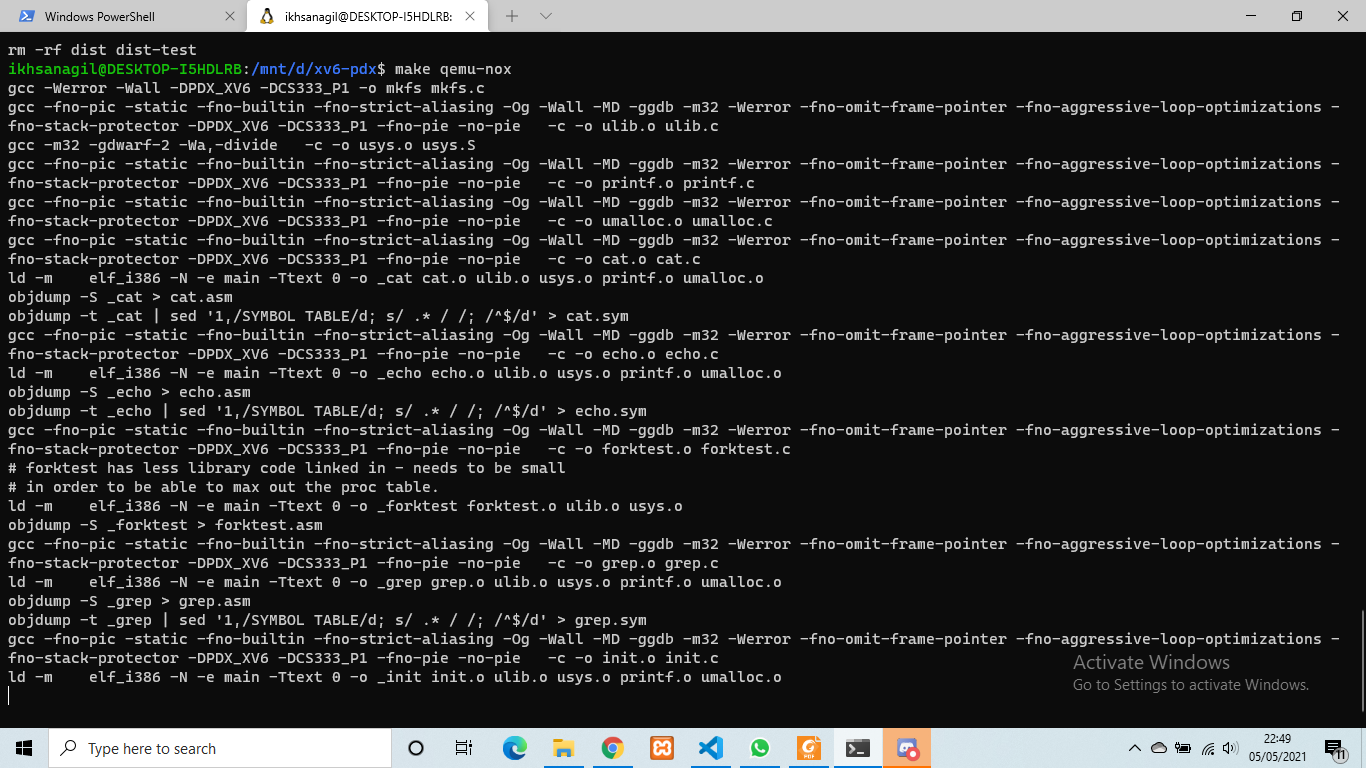 Windows PowerShell
ikhsanagil@DESKTOP-I5HDLRB:
rm -rf dist dist-test
ikhsanagil@DESKTOP-I5HDLRB:/mnt/d/xv6-pdx$ make qemu-nox
gcc -Werror -Wall -DPDX_XV6 -DCS333_P1 -o mkfs mkfs.c
gcc -fno-pic -static -fno-builtin -fno-strict-aliasing -Og -Wall -MD -ggdb -m32 -Werror -fno-omit-frame-pointer -fno-aggressive-loop-optimizations -
fno-stack-protector -DPDX_XV6 -DCS333_P1 -fno-pie -no-pie   -c -o ulib.o ulib.c
gcc -m32 -gdwarf-2 -Wa,-divide   -c -o usys.o usys.S
gcc -fno-pic -static -fno-builtin -fno-strict-aliasing -Og -Wall -MD -ggdb -m32 -Werror -fno-omit-frame-pointer -fno-aggressive-loop-optimizations -
fno-stack-protector -DPDX_XV6 -DCS333_P1 -fno-pie -no-pie   -c -o printf.o printf.c
gcc -fno-pic -static -fno-builtin -fno-strict-aliasing -Og -Wall -MD -ggdb -m32 -Werror -fno-omit-frame-pointer -fno-aggressive-loop-optimizations -
fno-stack-protector -DPDX_XV6 -DCS333_P1 -fno-pie -no-pie   -c -o umalloc.o umalloc.c
gcc -fno-pic -static -fno-builtin -fno-strict-aliasing -Og -Wall -MD -ggdb -m32 -Werror -fno-omit-frame-pointer -fno-aggressive-loop-optimizations -
fno-stack-protector -DPDX_XV6 -DCS333_P1 -fno-pie -no-pie   -c -o cat.o cat.c
ld -m    elf_i386 -N -e main -Ttext 0 -o _cat cat.o ulib.o usys.o printf.o umalloc.o
objdump -S _cat > cat.asm
objdump -t _cat | sed '1,/SYMBOL TABLE/d; s/ .* / /; /^$/d' > cat.sym
gcc -fno-pic -static -fno-builtin -fno-strict-aliasing -Og -Wall -MD -ggdb -m32 -Werror -fno-omit-frame-pointer -fno-aggressive-loop-optimizations -
fno-stack-protector -DPDX_XV6 -DCS333_P1 -fno-pie -no-pie   -c -o echo.o echo.c
ld -m    elf_i386 -N -e main -Ttext 0 -o _echo echo.o ulib.o usys.o printf.o umalloc.o
objdump -S _echo > echo.asm
objdump -t _echo | sed '1,/SYMBOL TABLE/d; s/ .* / /; /^$/d' > echo.sym
gcc -fno-pic -static -fno-builtin -fno-strict-aliasing -Og -Wall -MD -ggdb -m32 -Werror -fno-omit-frame-pointer -fno-aggressive-loop-optimizations -
fno-stack-protector -DPDX_XV6 -DCS333_P1 -fno-pie -no-pie   -c -o forktest.o forktest.c
# forktest has less library code linked in - needs to be small
# in order to be able to max out the proc table.
ld -m    elf_i386 -N -e main -Ttext 0 -o _forktest forktest.o ulib.o usys.o
objdump -S _forktest > forktest.asm
gcc -fno-pic -static -fno-builtin -fno-strict-aliasing -Og -Wall -MD -ggdb -m32 -Werror -fno-omit-frame-pointer -fno-aggressive-loop-optimizations -
fno-stack-protector -DPDX_XV6 -DCS333_P1 -fno-pie -no-pie   -c -o grep.o grep.c
ld -m    elf_i386 -N -e main -Ttext 0 -o _grep grep.o ulib.o usys.o printf.o umalloc.o
objdump -S _grep > grep.asm
objdump -t _grep | sed '1,/SYMBOL TABLE/d; s/ .* / /; /^$/d' > grep.sym
gcc -fno-pic -static -fno-builtin -fno-strict-aliasing -Og -Wall -MD -ggdb -m32 -Werror -fno-omit-frame-pointer -fno-aggressive-loop-optimizations -
fno-stack-protector -DPDX_XV6 -DCS333_P1 -fno-pie -no-pie   -c -o init.o init.c
ld -m    elf_i386 -N -e main -Ttext 0 -o _init init.o ulib.o usys.o printf.o umalloc.o
Activate Windows
Go to Settings to activate Windows.
Type here to search
22:49
05/05/2021
11